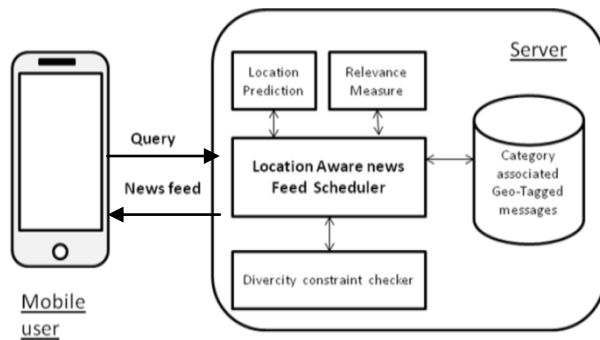 Server
Location
Prediction
Relevance
Measure
Query
News feed
Location Aware news
Feed Scheduler
Category
associated
Geo-Tagged
messages
Divercity constraint checker
Mobile
user